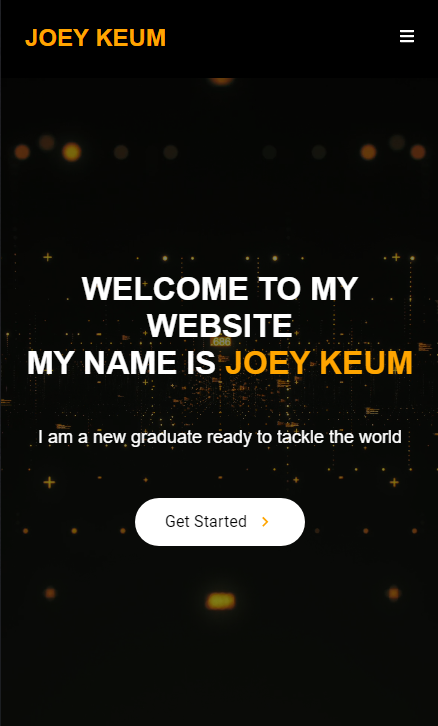 JOEY KEUM
WELCOME TO MY
WEBSITE
MY NAME IS JOEY KEUM
I am a new graduate ready to tackle the world
Get Started